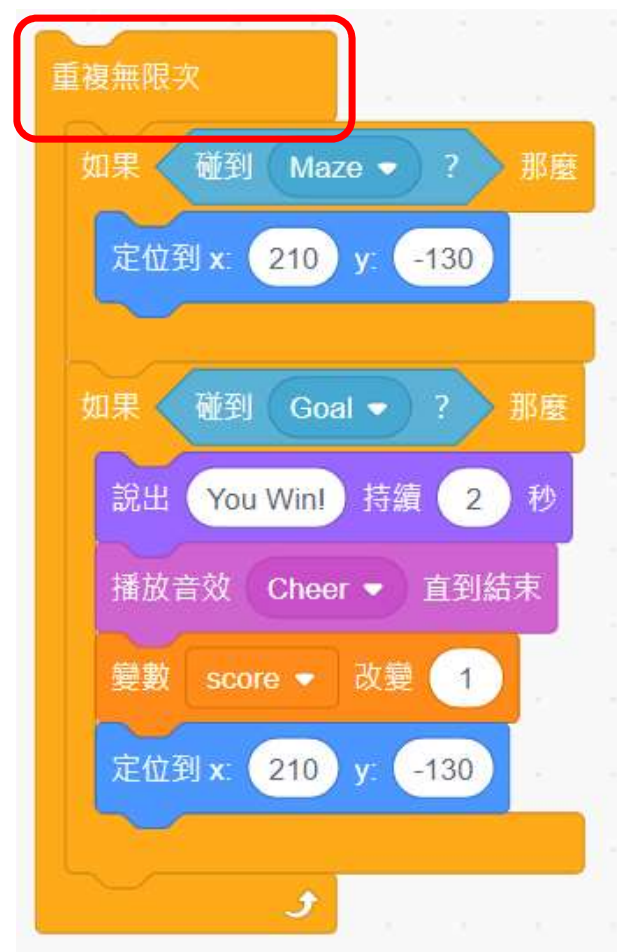 重複無限次
如果 碰到 Maze ? 那麼
定位到 x: 210 y: -130
如果 碰到 Goal ? 那麼
說出 You Win! 持續 2 秒
播放音效 Cheer 直到結束
變數 score 改變 1
定位到 x: 210 y: -130